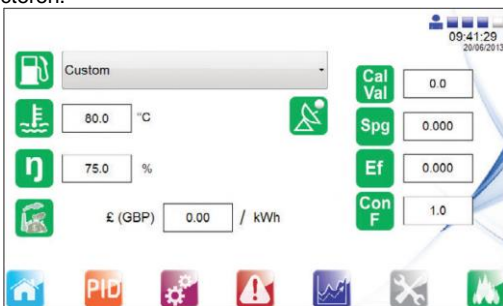 09:41:29
20/06/2013
Custom
Cal Val
0.0
80.0 °C
Spg
0.000
η
75.0 %
Ef
0.000
£ (GBP) 0.00 / kWh
Con F
1.0
PID